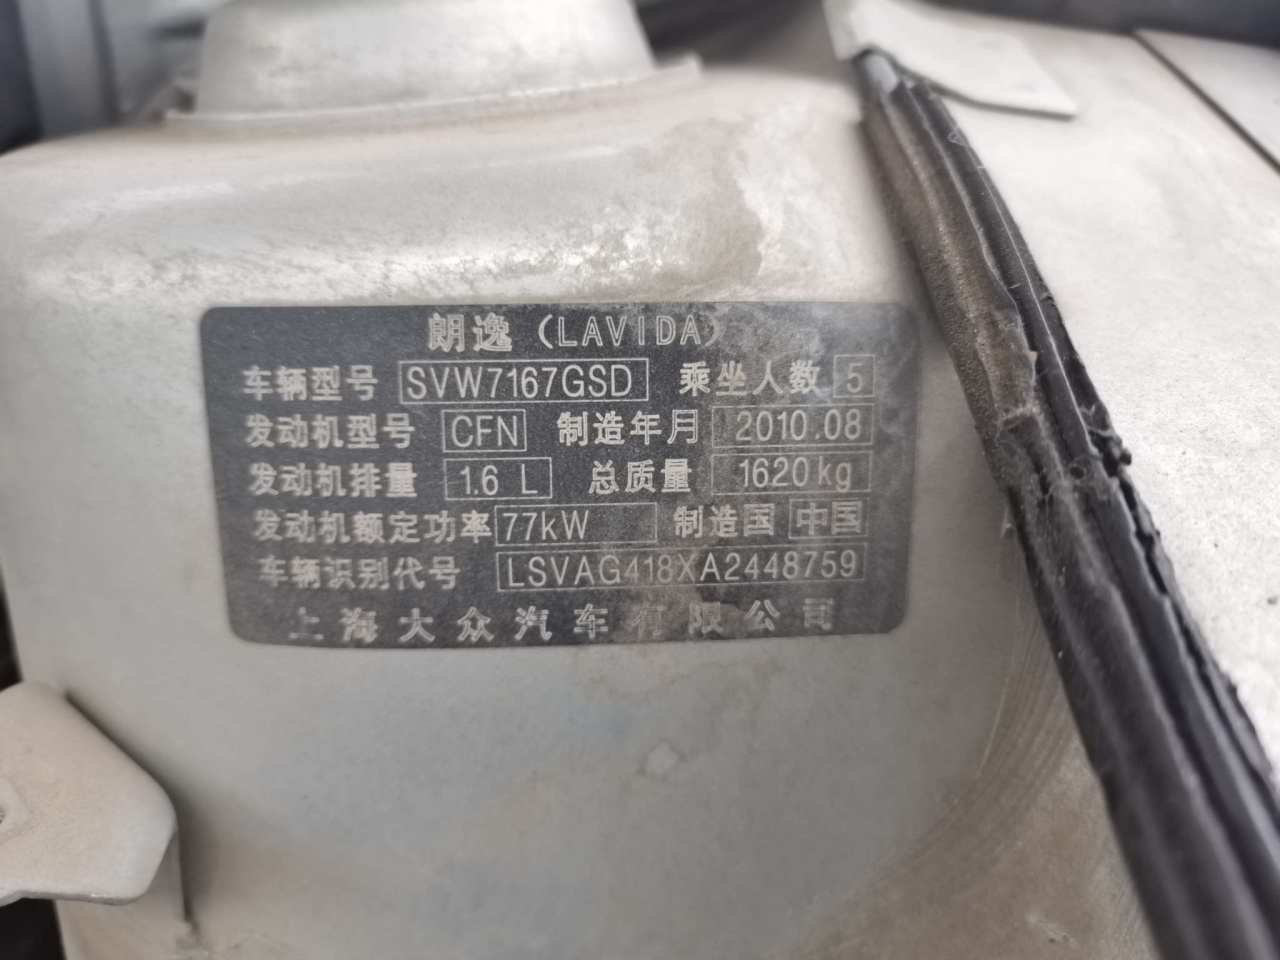 朗逸（LAVIDA）
车辆型号 SVW7167GSD 乘坐人数 5
发动机型号 CFN 制造年月 2010.08
发动机排量 1.6 L 总质量 1620kg
发动机额定功率 77kW 制造国 中国
车辆识别代号 LSVAG418XA2448759
上海大众汽车有限公司